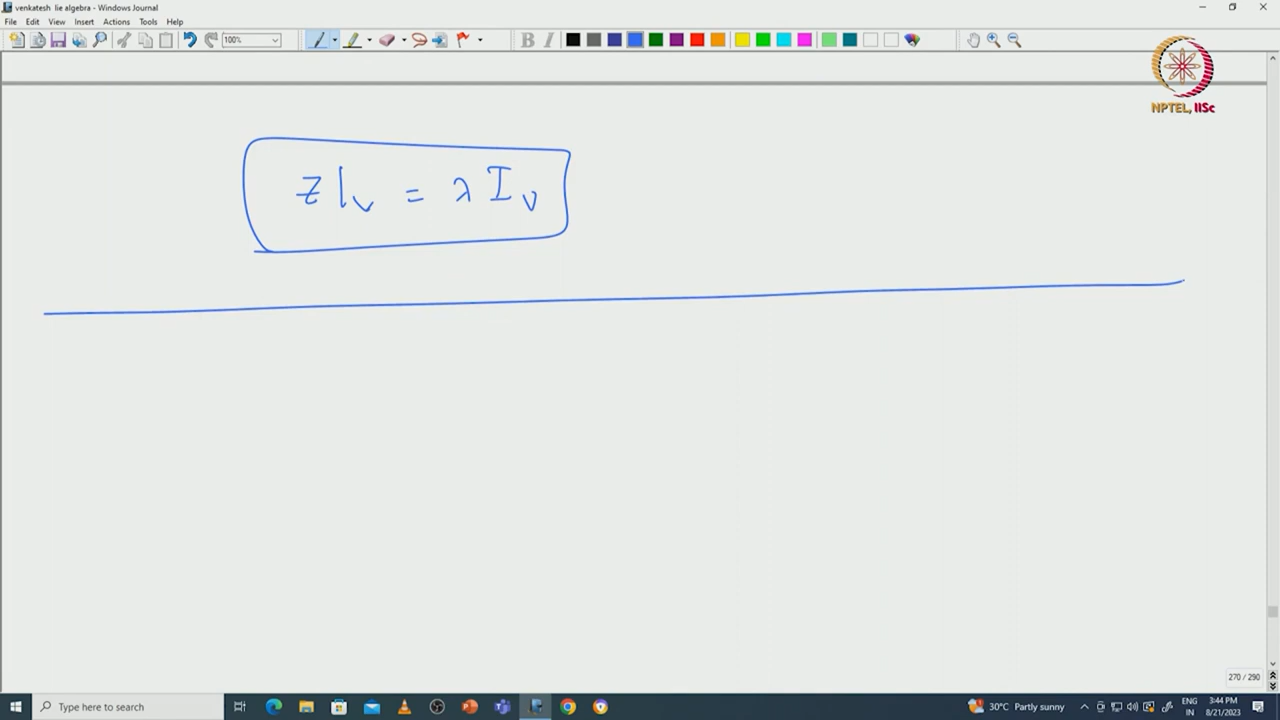 venkatesh lie algebra - Windows Journal
File Edit View Insert Actions Tools Help
100%
B I
NPTEL, IISc
z|_V = λ I_V
270 / 290
Type here to search
30°C Partly sunny
ENG
IN
3:44 PM
8/21/2023